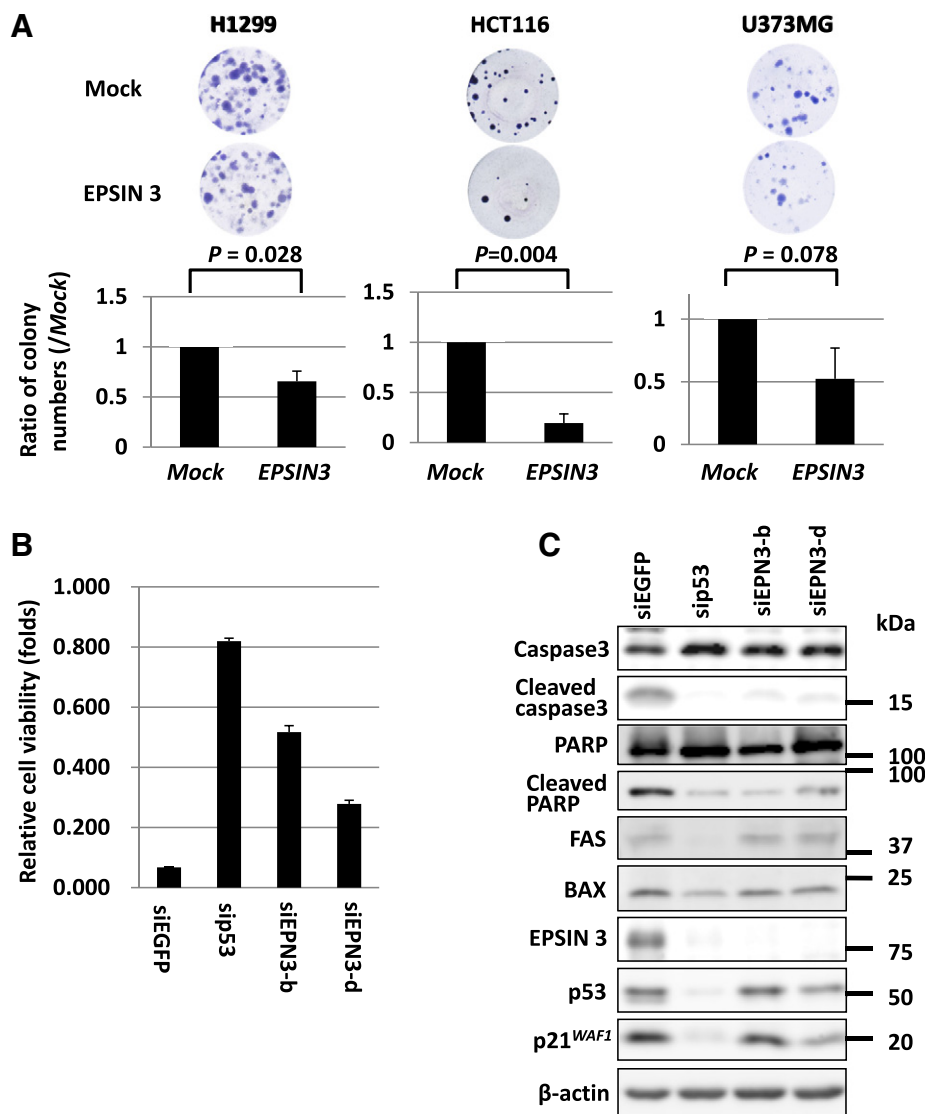 A
H1299 HCT116 U373MG
Mock
EPSIN 3
P = 0.028 P=0.004 P = 0.078
Ratio of colony
numbers (/Mock)
1.5
1
0.5
0
Mock EPSIN3
1.5
1
0.5
0
Mock EPSIN3
1
0.5
0
Mock EPSIN3
B
Relative cell viability (folds)
1.000
0.800
0.600
0.400
0.200
0.000
siEGFP sip53 siEPN3-b siEPN3-d
C
siEGFP sip53 siEPN3-b siEPN3-d
kDa
Caspase3
Cleaved
caspase3 15
PARP 100
100
Cleaved
PARP
FAS 37
BAX 25
EPSIN 3 75
p53 50
p21WAF1 20
β-actin